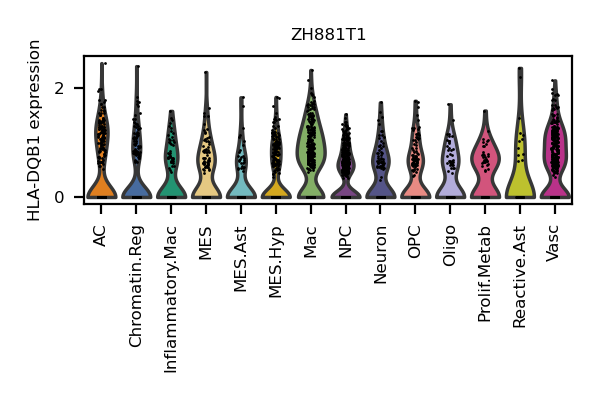 ZH881T1
HLA-DQB1 expression
2
0
AC
Chromatin.Reg
Inflammatory.Mac
MES
MES.Ast
MES.Hyp
Mac
NPC
Neuron
OPC
Oligo
Prolif.Metab
Reactive.Ast
Vasc